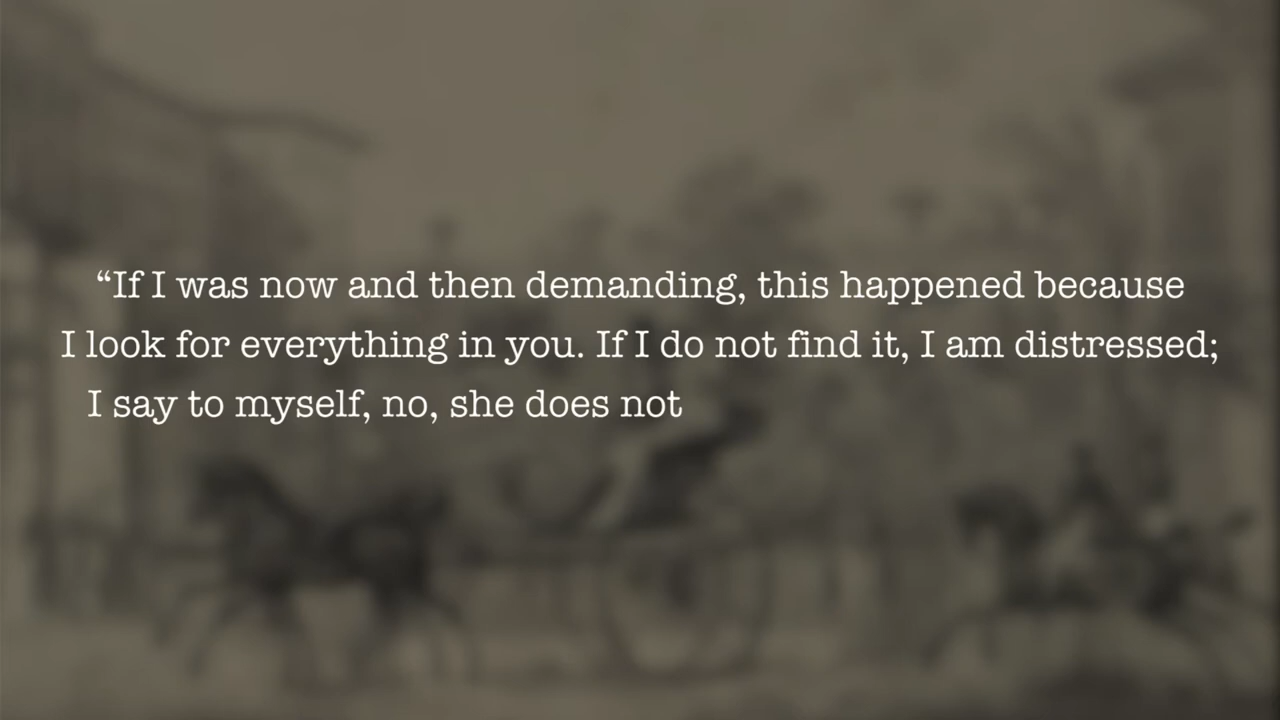 “If I was now and then demanding, this happened because
I look for everything in you. If I do not find it, I am distressed;
I say to myself, no, she does not